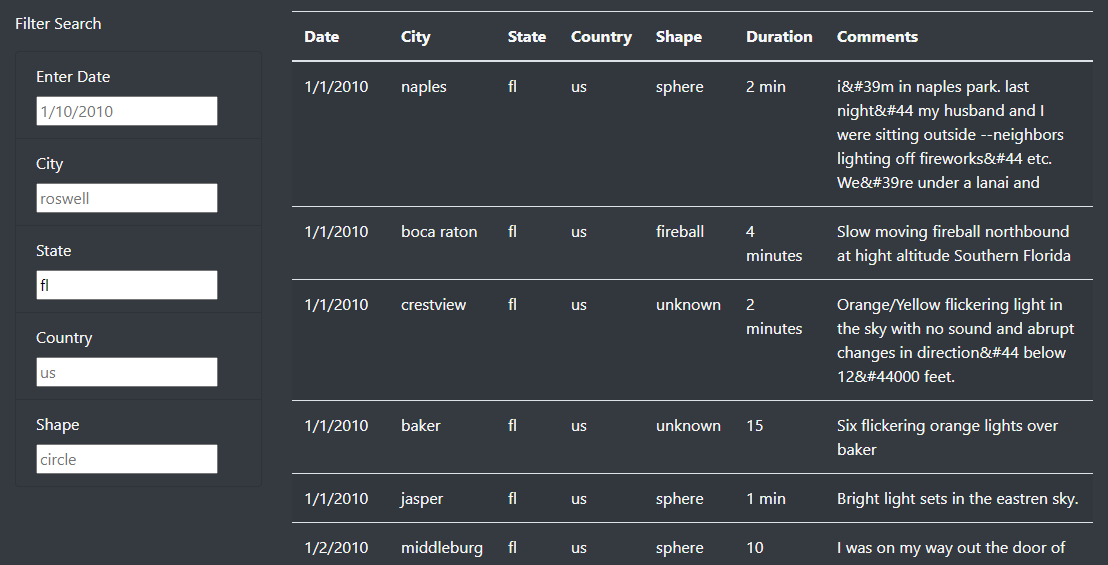 Filter Search
Enter Date
1/10/2010
City
roswell
State
fl
Country
us
Shape
circle
Date City State Country Shape Duration Comments
1/1/2010 naples fl us sphere 2 min i&#39m in naples park. last
night&#44 my husband and I
were sitting outside --neighbors
lighting off fireworks&#44 etc.
We&#39re under a lanai and
1/1/2010 boca raton fl us fireball 4 Slow moving fireball northbound
minutes at hight altitude Southern Florida
1/1/2010 crestview fl us unknown 2 Orange/Yellow flickering light in
minutes the sky with no sound and abrupt
changes in direction&#44 below
12&#44000 feet.
1/1/2010 baker fl us unknown 15 Six flickering orange lights over
baker
1/1/2010 jasper fl us sphere 1 min Bright light sets in the eastren sky.
1/2/2010 middleburg fl us sphere 10 I was on my way out the door of